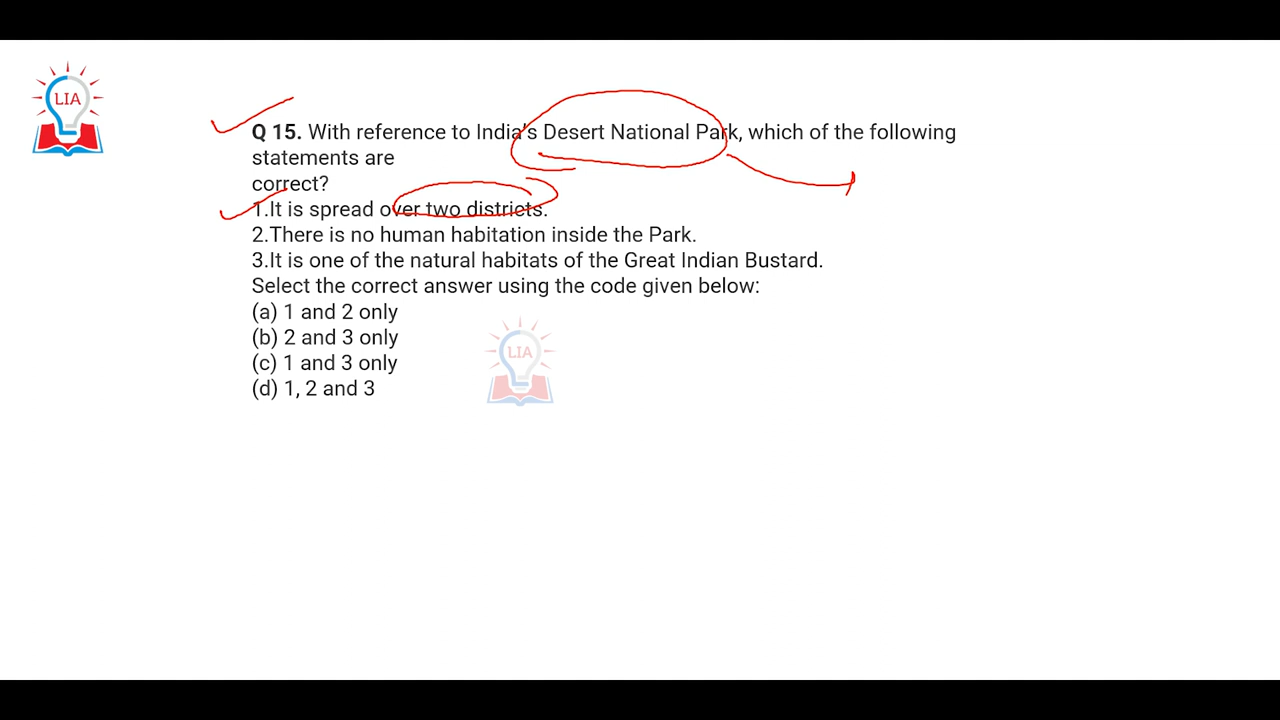 LIA
Q 15. With reference to India's Desert National Park, which of the following
statements are
correct?
1.It is spread over two districts.
2.There is no human habitation inside the Park.
3.It is one of the natural habitats of the Great Indian Bustard.
Select the correct answer using the code given below:
(a) 1 and 2 only
(b) 2 and 3 only
(c) 1 and 3 only
(d) 1, 2 and 3
LIA